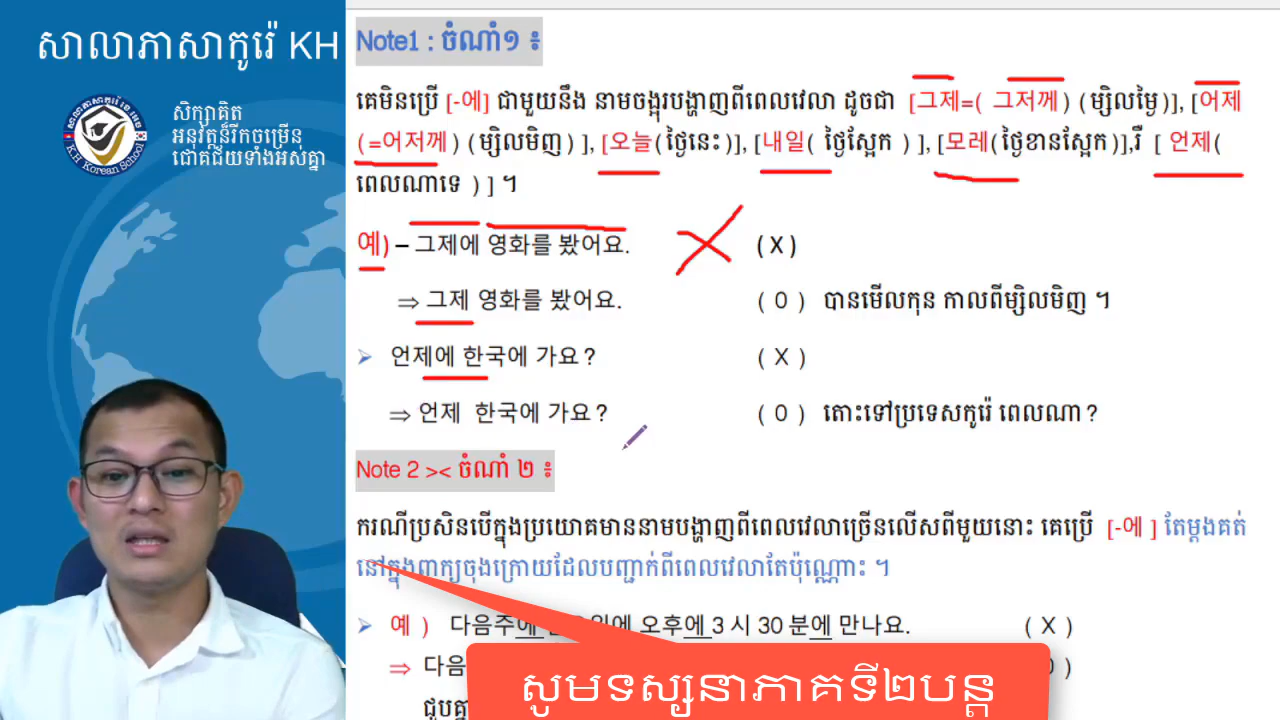 សាលាភាសាកូរ៉េ KH
សិក្សាគិត
អនុវត្តន៍រីកចម្រើន
ជោគជ័យទាំងអស់គ្នា
K.H Korean School
Note1 : ចំណាំ១ ៖
គេមិនប្រើ [-에] ជាមួយនឹង នាមចង្អុរបង្ហាញពីពេលវេលា ដូចជា [그제=( 그저께) (ម្សិលម្ងៃ)], [어제
(=어저께) (ម្សិលមិញ) ], [오늘(ថ្ងៃនេះ)], [내일( ថ្ងៃស្អែក ) ], [모레(ថ្ងៃខានស្អែក)],រឺ [ 언제(
ពេលណាទេ ) ] ។
예) – 그제에 영화를 봤어요. ( X )
⇒ 그제 영화를 봤어요. ( O ) បានមើលកុន កាលពីម្សិលមិញ ។
➢ 언제에 한국에 가요? ( X )
⇒ 언제 한국에 가요? ( O ) តោះទៅប្រទេសកូរ៉េ ពេលណា?
Note 2 >< ចំណាំ ២ ៖
ករណីប្រសិនបើក្នុងប្រយោគមាននាមបង្ហាញពីពេលវេលាច្រើនលើសពីមួយនោះ គេប្រើ [-에 ] តែម្តងគត់
នៅក្នុងពាក្យចុងក្រោយដែលបញ្ជាក់ពីពេលវេលាតែប៉ុណ្ណោះ ។
➢ 예 ) 다음주에 오후에 3 시 30 분에 만나요. ( X )
⇒ 다음 )
ជួបគ្នា
សូមទស្សនាភាគទី២បន្ត